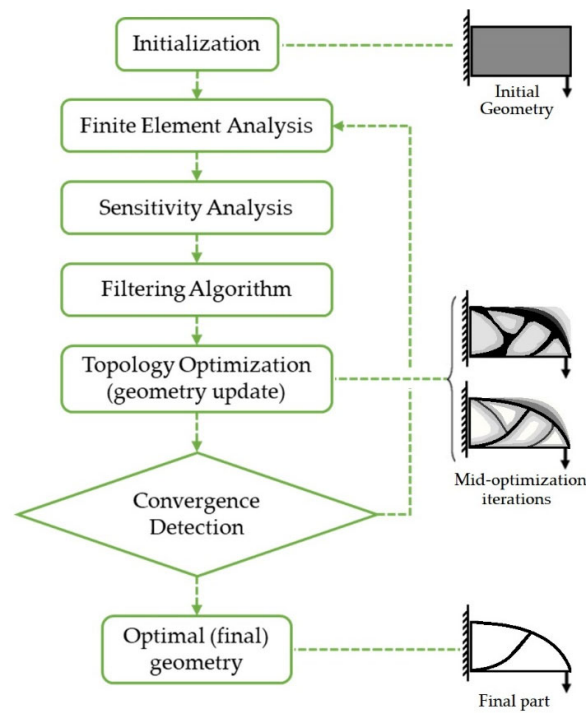 Initialization
Initial
Geometry
Finite Element Analysis
Sensitivity Analysis
Filtering Algorithm
Topology Optimization
(geometry update)
Mid-optimization
iterations
Convergence
Detection
Optimal (final)
geometry
Final part